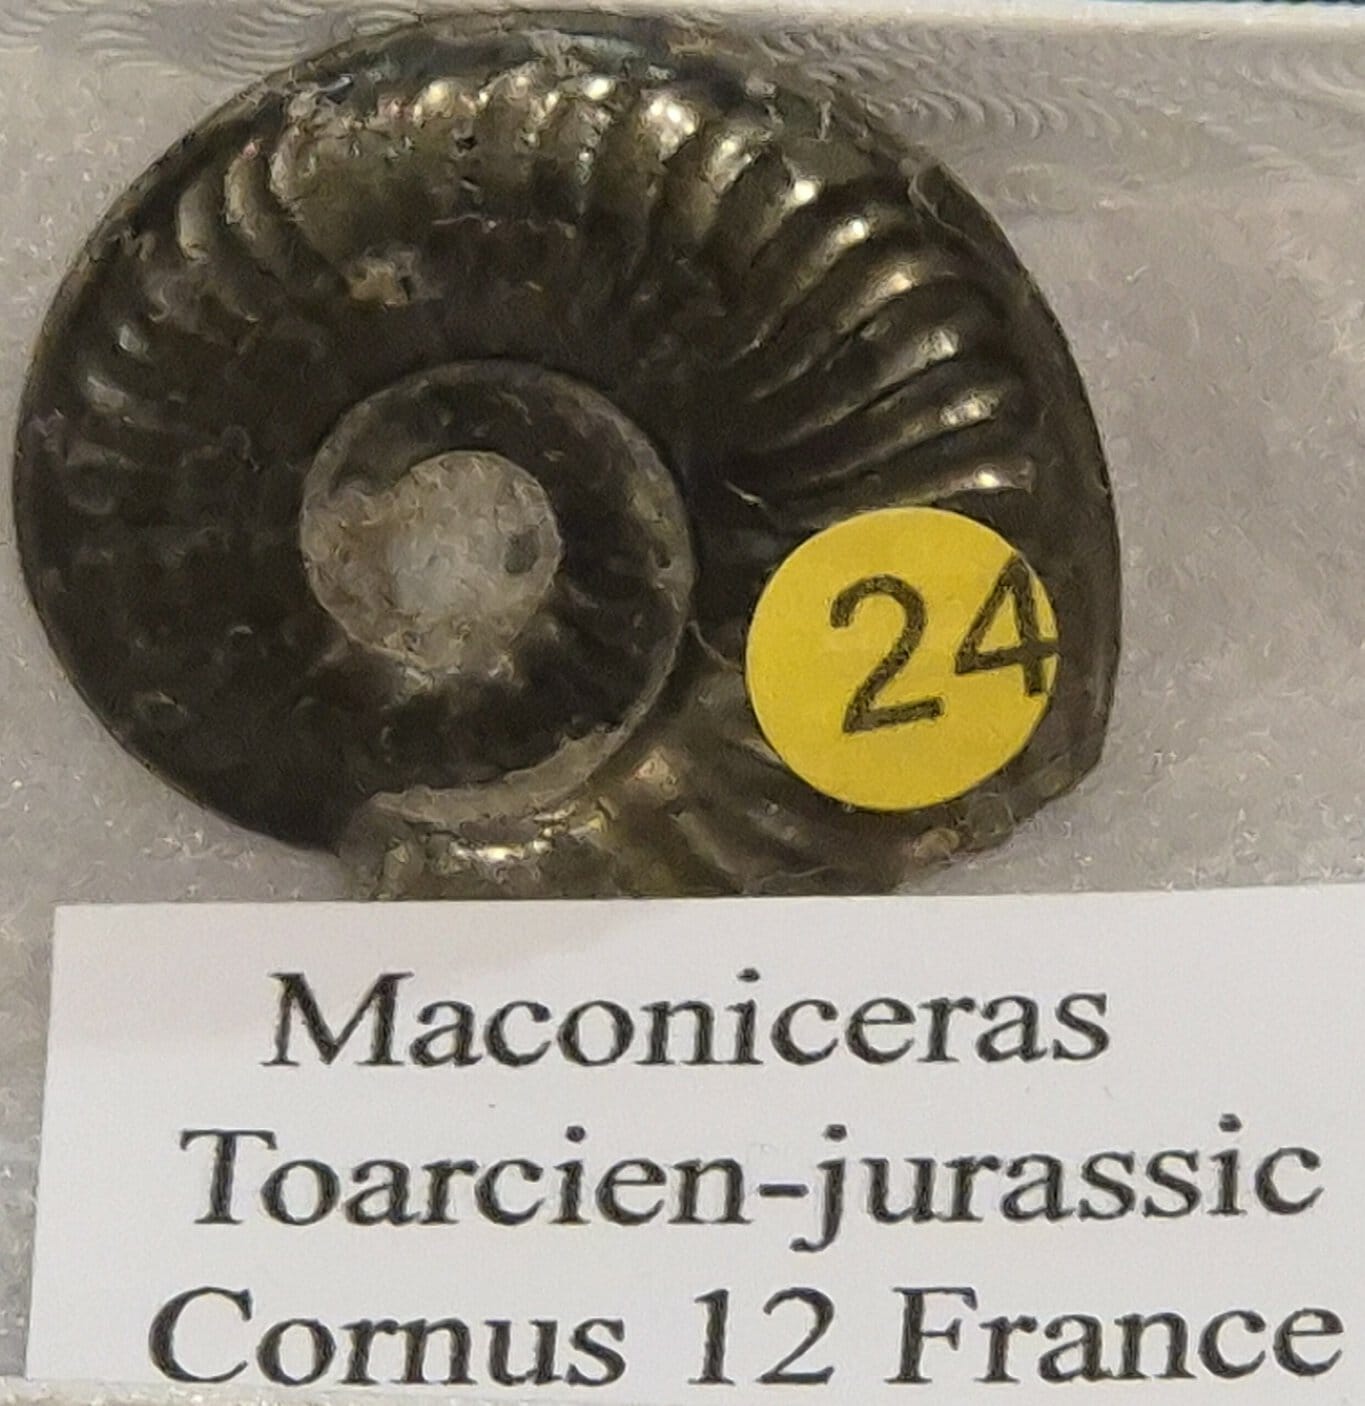 24
Maconiceras
Toarcien-jurassic
Cornus 12 France